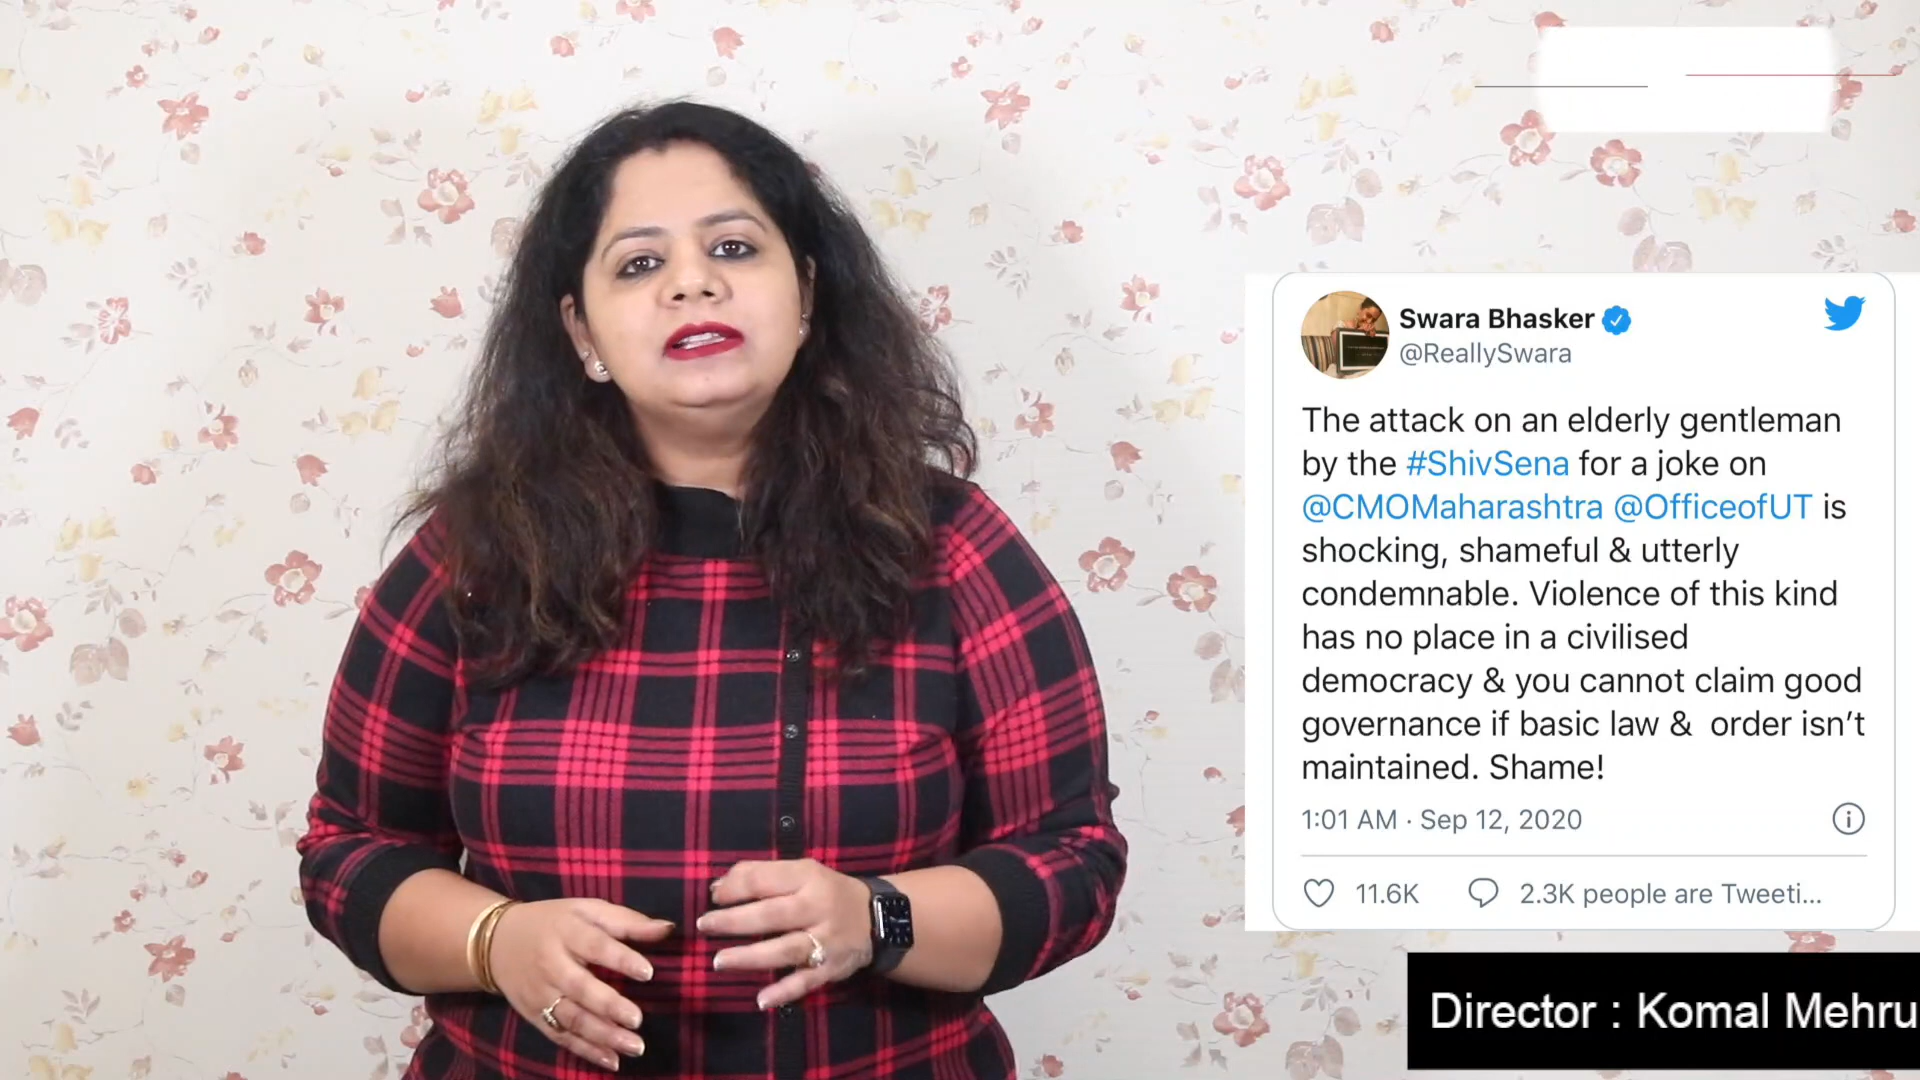 Swara Bhasker
@ReallySwara
The attack on an elderly gentleman
by the #ShivSena for a joke on
@CMOMaharashtra @OfficeofUT is
shocking, shameful & utterly
condemnable. Violence of this kind
has no place in a civilised
democracy & you cannot claim good
governance if basic law &  order isn’t
maintained. Shame!
1:01 AM · Sep 12, 2020
11.6K 2.3K people are Tweeti...
Director : Komal Mehru